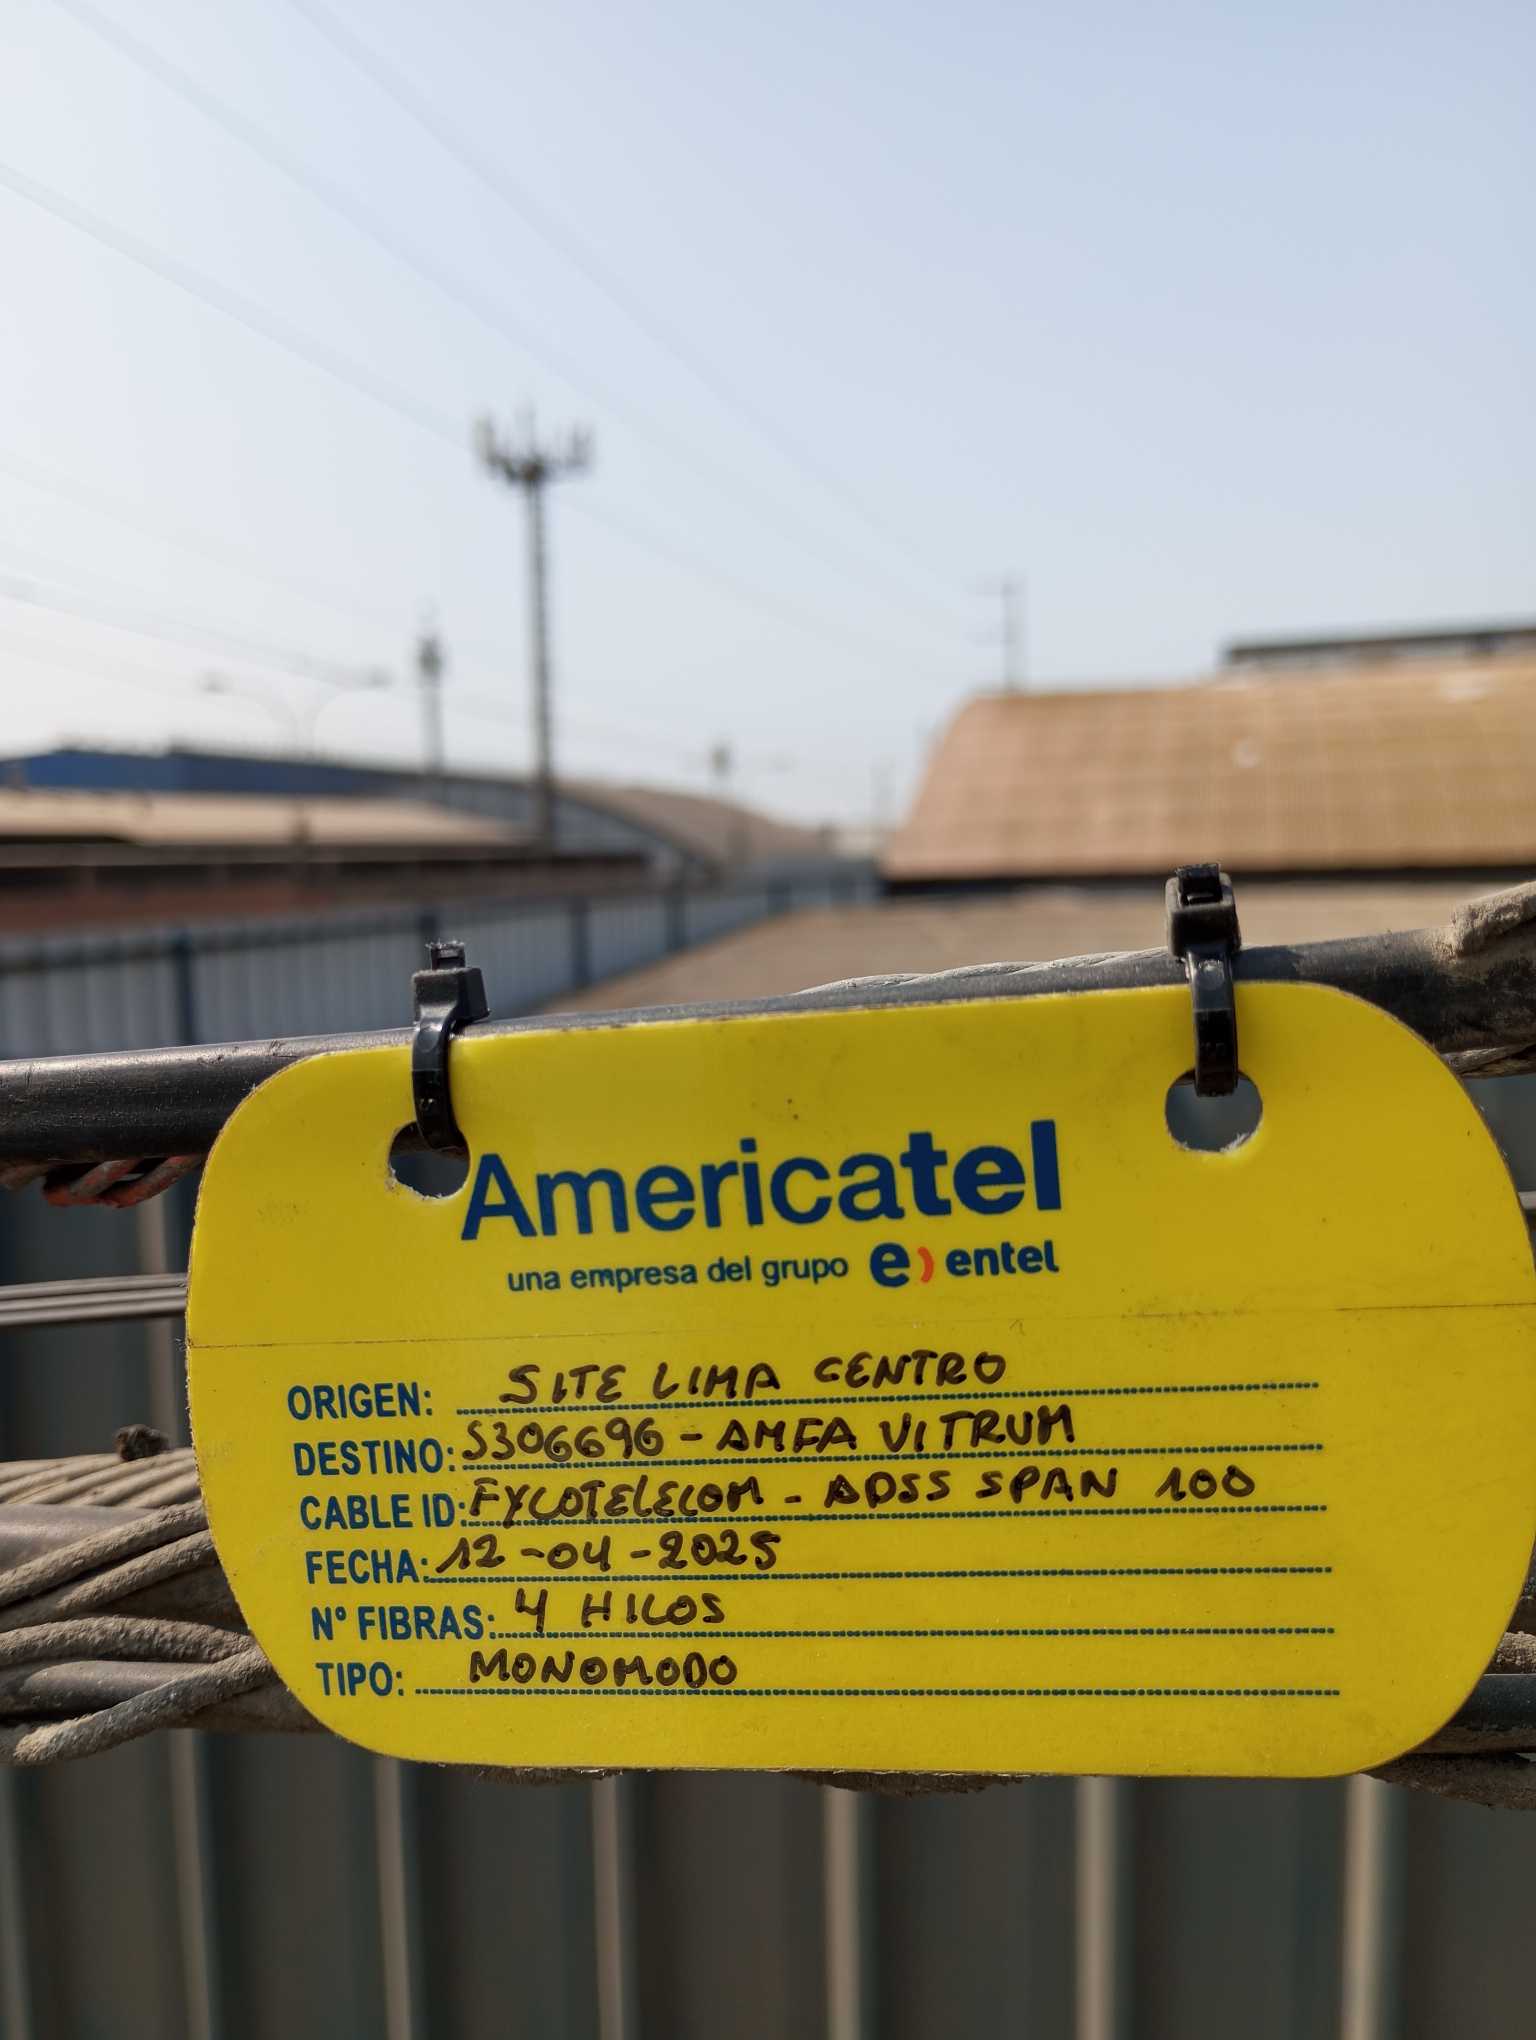 Americatel
una empresa del grupo e) entel
ORIGEN: SITE LIMA CENTRO
DESTINO: S306696 - AMFA VITRUM
CABLE ID: FYCOTELECOM - ADSS SPAN 100
FECHA: 12-04-2025
N° FIBRAS: 4 HILOS
TIPO: MONOMODO